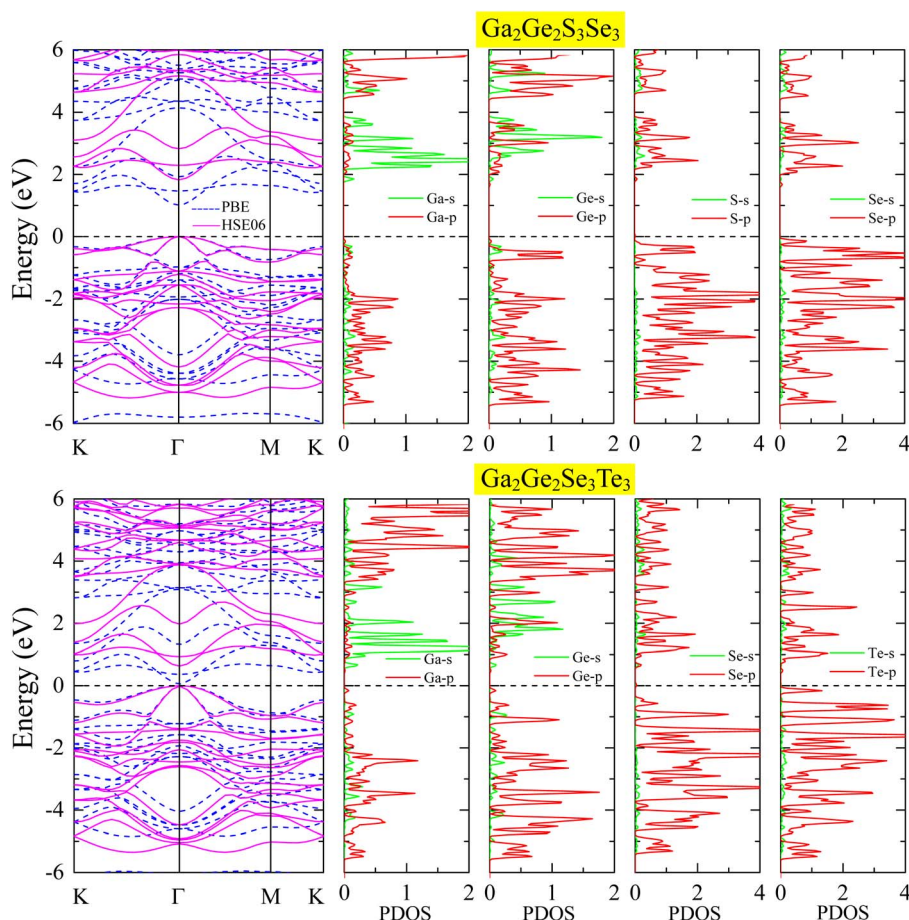 Ga2Ge2S3Se3
6
4
2
0
-2
-4
-6
Energy (eV)
PBE
HSE06
Ga-s
Ga-p
Ge-s
Ge-p
S-s
S-p
Se-s
Se-p
K Γ M K
0 1 2
0 1 2
0 2 4
0 2 4
Ga2Ge2Se3Te3
6
4
2
0
-2
-4
-6
Energy (eV)
Ga-s
Ga-p
Ge-s
Ge-p
Se-s
Se-p
Te-s
Te-p
K Γ M K
0 1 2
0 1 2
0 2 4
0 2 4
PDOS PDOS PDOS PDOS